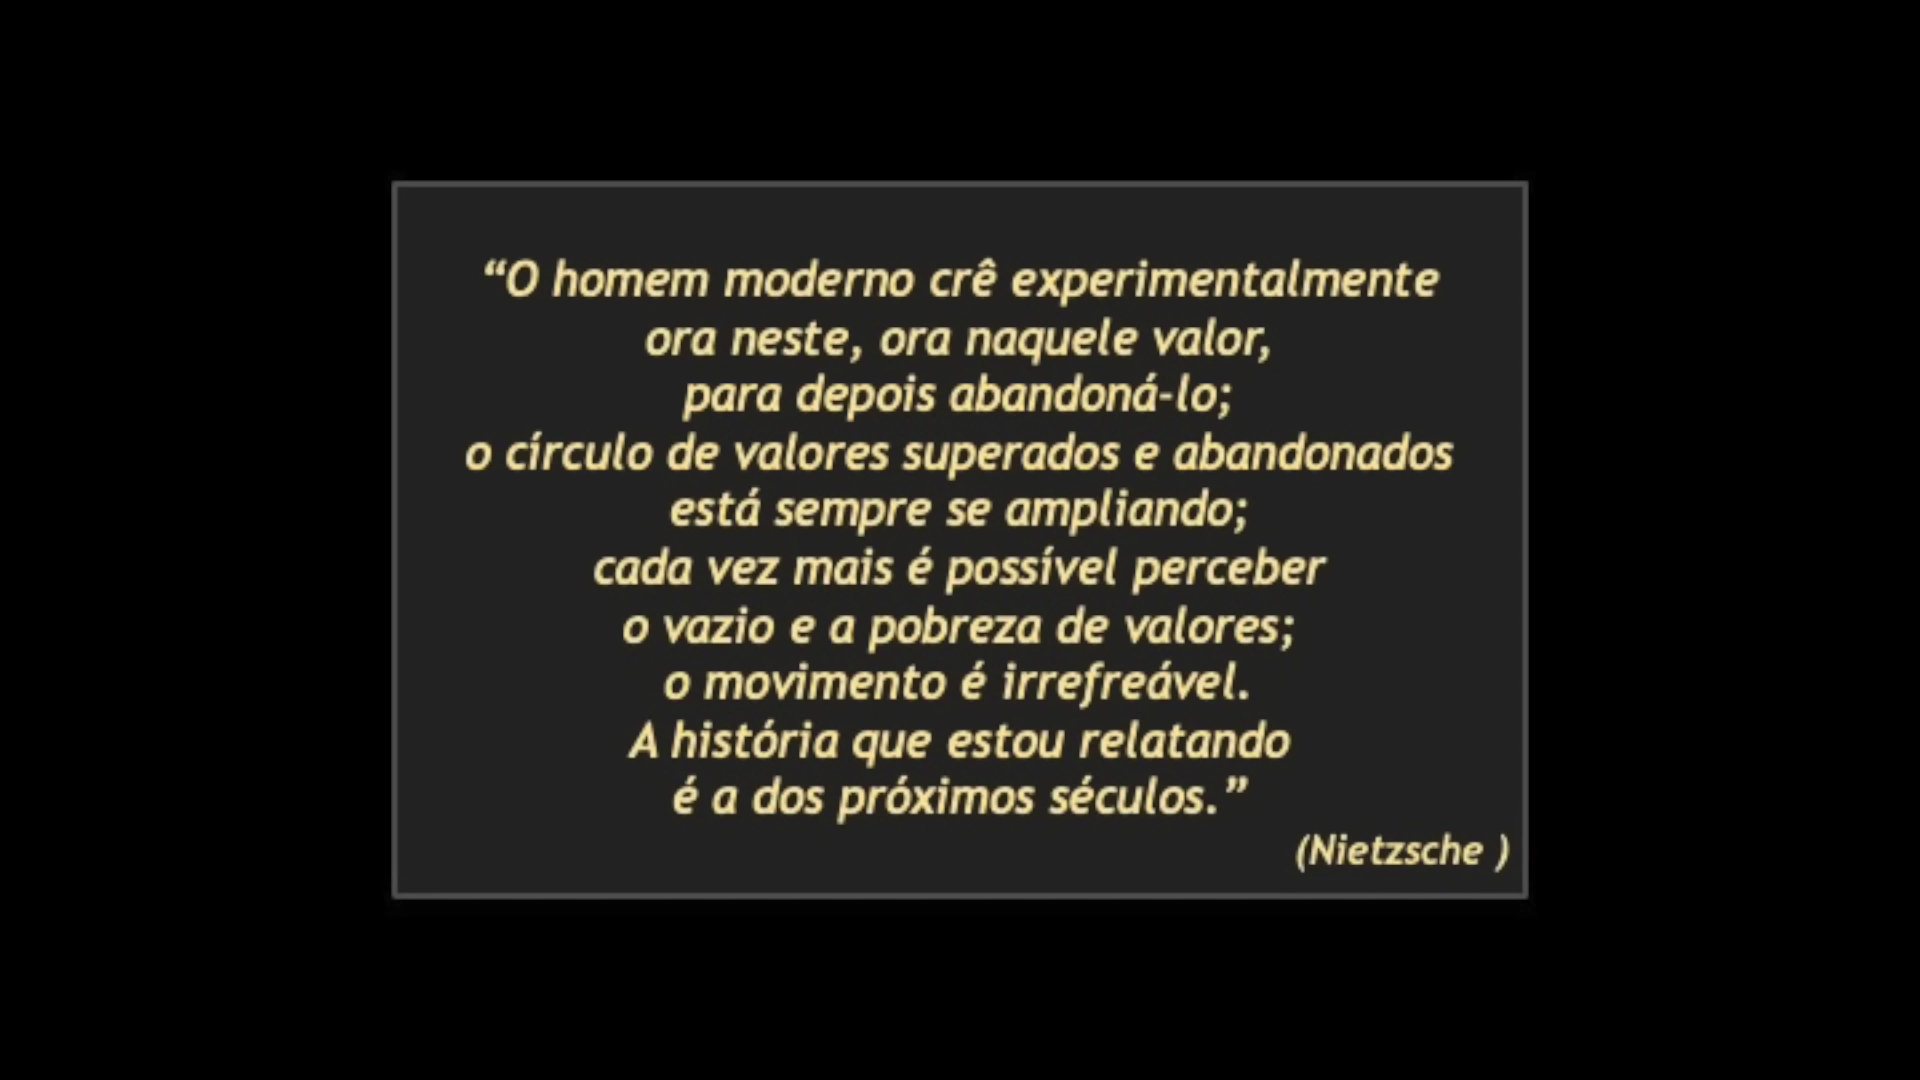 “O homem moderno crê experimentalmente
ora neste, ora naquele valor,
para depois abandoná-lo;
o círculo de valores superados e abandonados
está sempre se ampliando;
cada vez mais é possível perceber
o vazio e a pobreza de valores;
o movimento é irrefreável.
A história que estou relatando
é a dos próximos séculos.”
(Nietzsche )